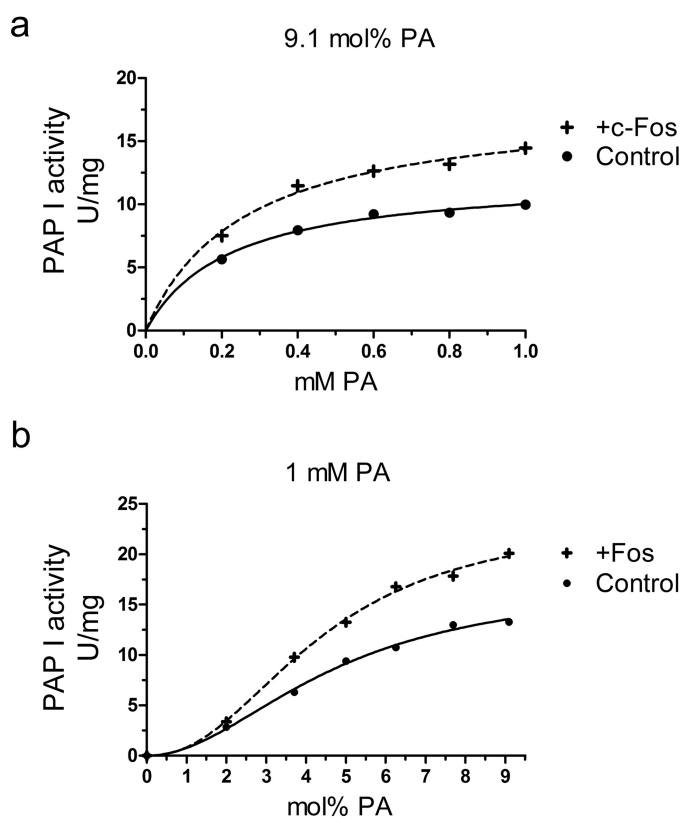 a
9.1 mol% PA
20
15
10
5
0
PAP I activity
U/mg
+c-Fos
Control
0.0 0.2 0.4 0.6 0.8 1.0
mM PA
b
1 mM PA
25
20
15
10
5
0
PAP I activity
U/mg
+Fos
Control
0 1 2 3 4 5 6 7 8 9
mol% PA